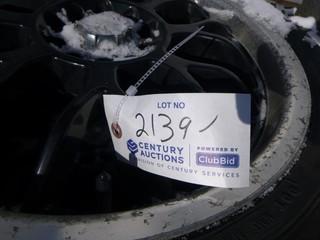 LOT NO
2139
CENTURY
AUCTIONS
DIVISION OF CENTURY SERVICES
POWERED BY
ClubBid